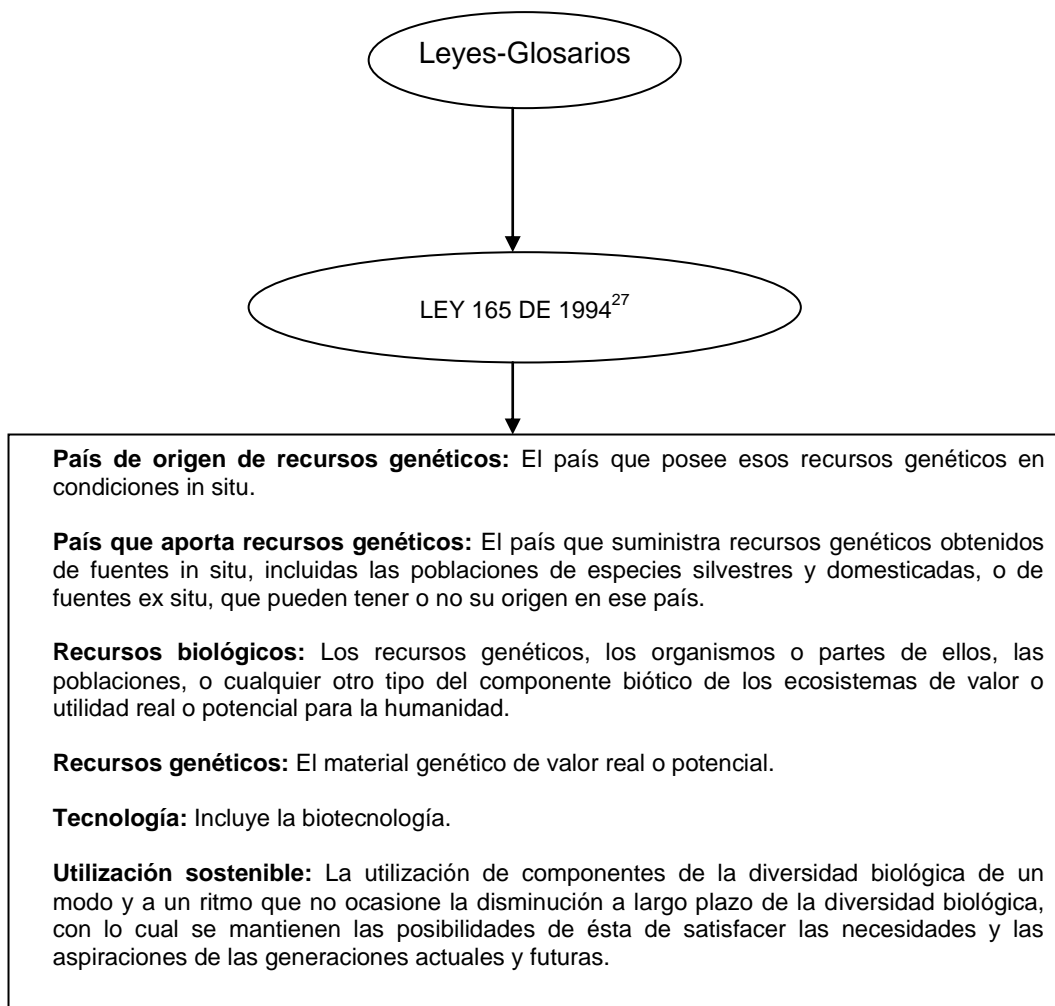 Leyes-Glosarios
LEY 165 DE 1994²⁷
País de origen de recursos genéticos: El país que posee esos recursos genéticos en
condiciones in situ.
País que aporta recursos genéticos: El país que suministra recursos genéticos obtenidos
de fuentes in situ, incluidas las poblaciones de especies silvestres y domesticadas, o de
fuentes ex situ, que pueden tener o no su origen en ese país.
Recursos biológicos: Los recursos genéticos, los organismos o partes de ellos, las
poblaciones, o cualquier otro tipo del componente biótico de los ecosistemas de valor o
utilidad real o potencial para la humanidad.
Recursos genéticos: El material genético de valor real o potencial.
Tecnología: Incluye la biotecnología.
Utilización sostenible: La utilización de componentes de la diversidad biológica de un
modo y a un ritmo que no ocasione la disminución a largo plazo de la diversidad biológica,
con lo cual se mantienen las posibilidades de ésta de satisfacer las necesidades y las
aspiraciones de las generaciones actuales y futuras.